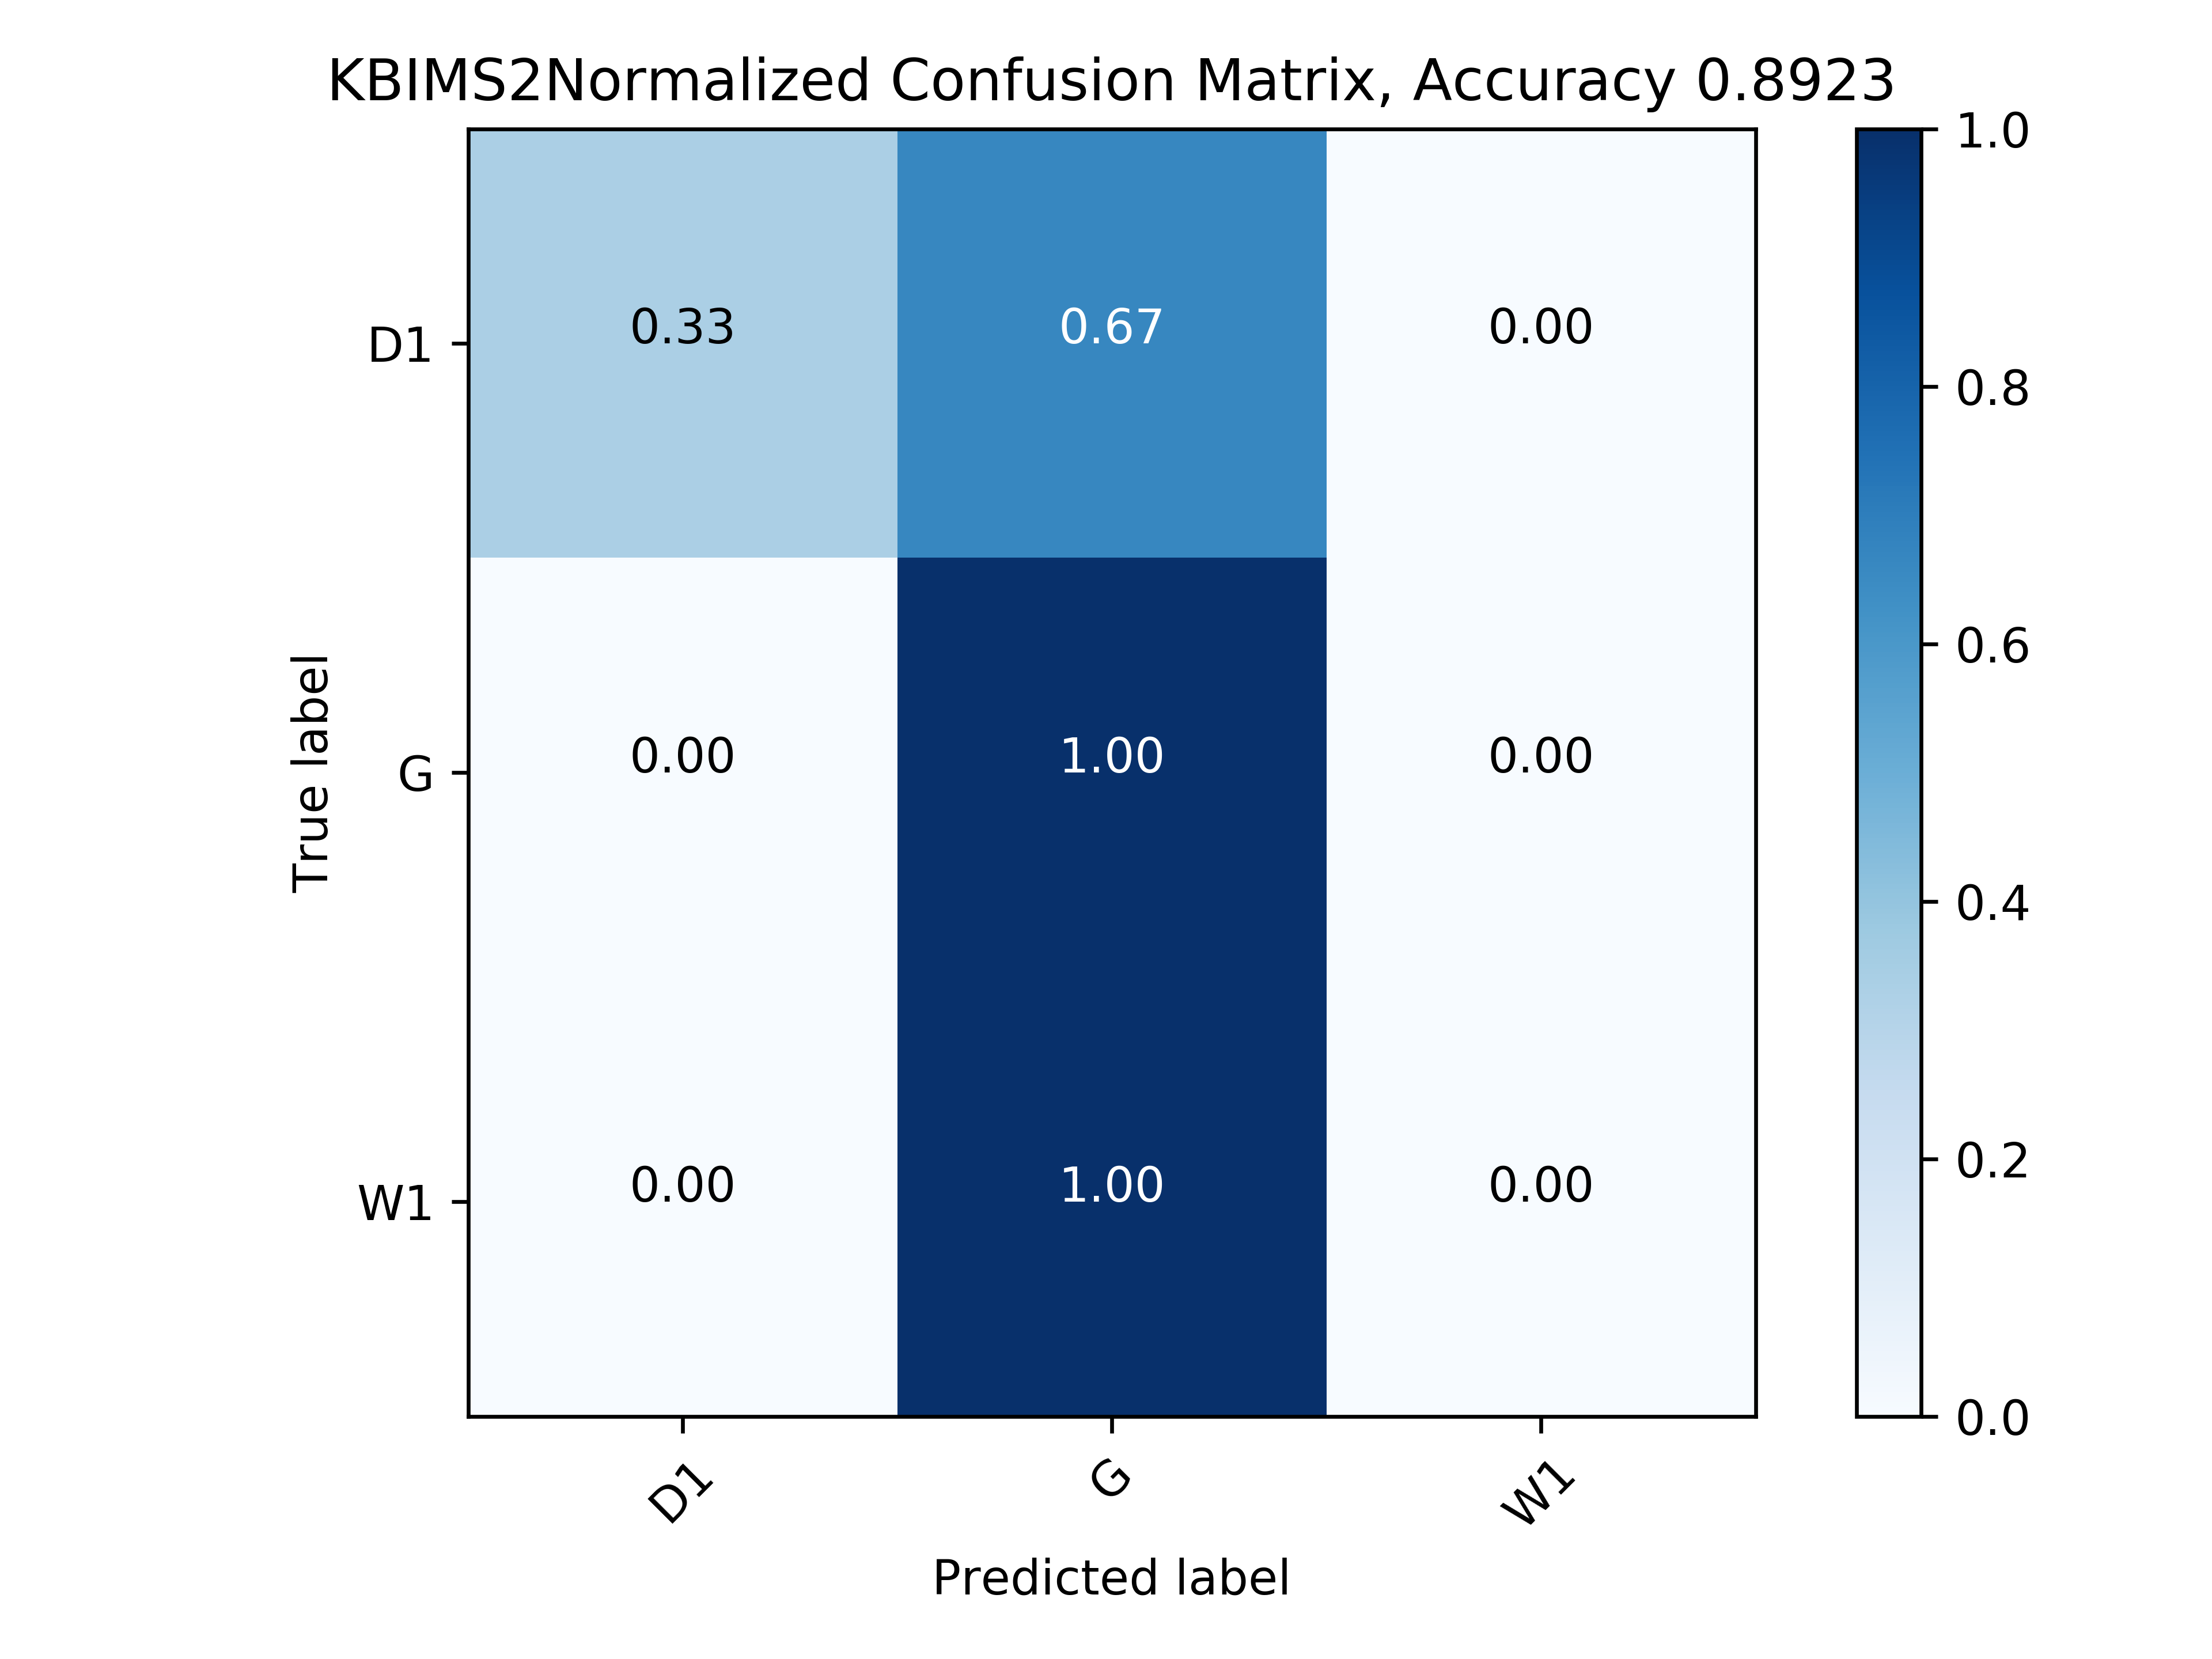 KBIMS2Normalized Confusion Matrix, Accuracy 0.8923
1.0
0.8
0.6
0.4
0.2
0.0
True label
D1
0.33 0.67 0.00
G
0.00 1.00 0.00
W1
0.00 1.00 0.00
D1 G W1
Predicted label